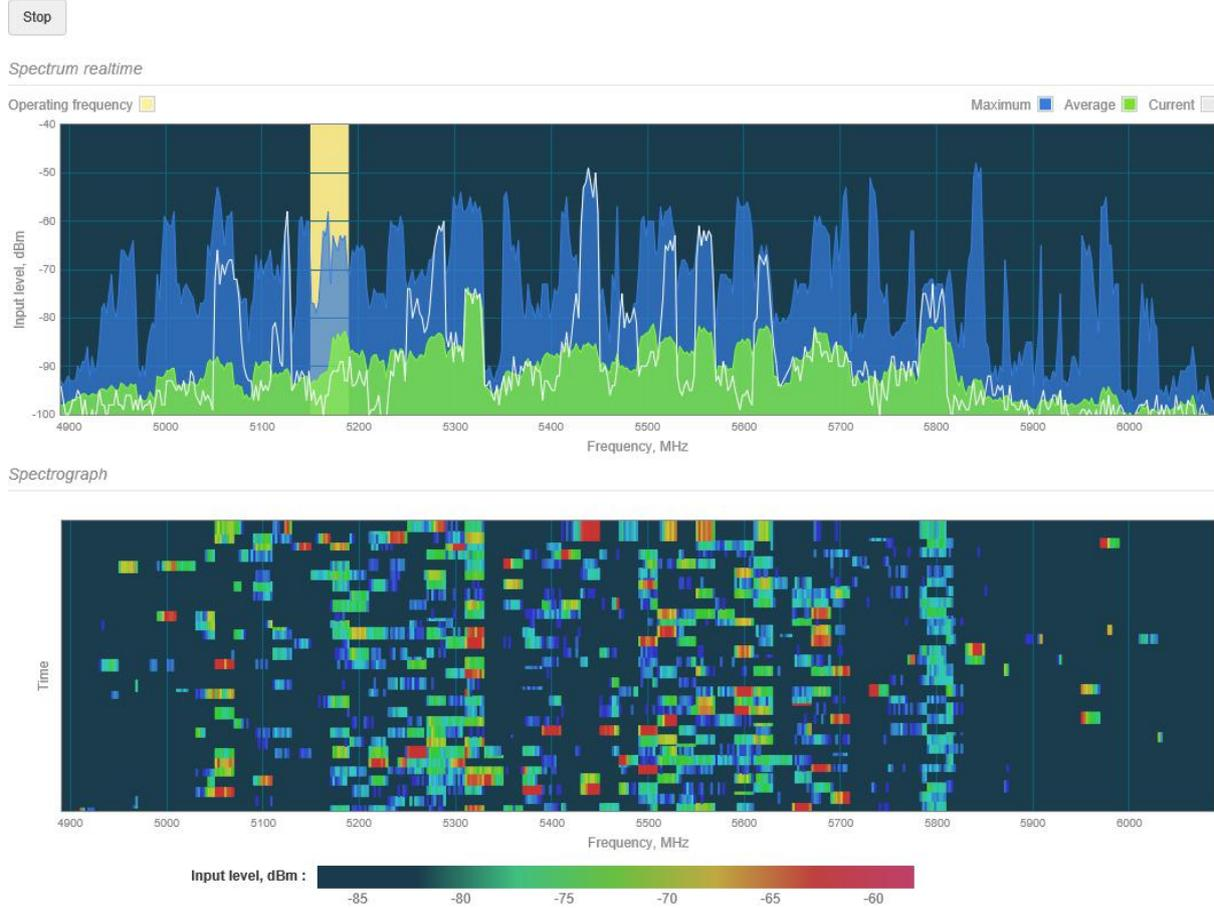 Stop
Spectrum realtime
Operating frequency
Maximum Average Current
-40
-50
-60
-70
-80
-90
-100
Input level, dBm
4900 5000 5100 5200 5300 5400 5500 5600 5700 5800 5900 6000
Frequency, MHz
Spectrograph
Time
4900 5000 5100 5200 5300 5400 5500 5600 5700 5800 5900 6000
Frequency, MHz
Input level, dBm :
-85 -80 -75 -70 -65 -60